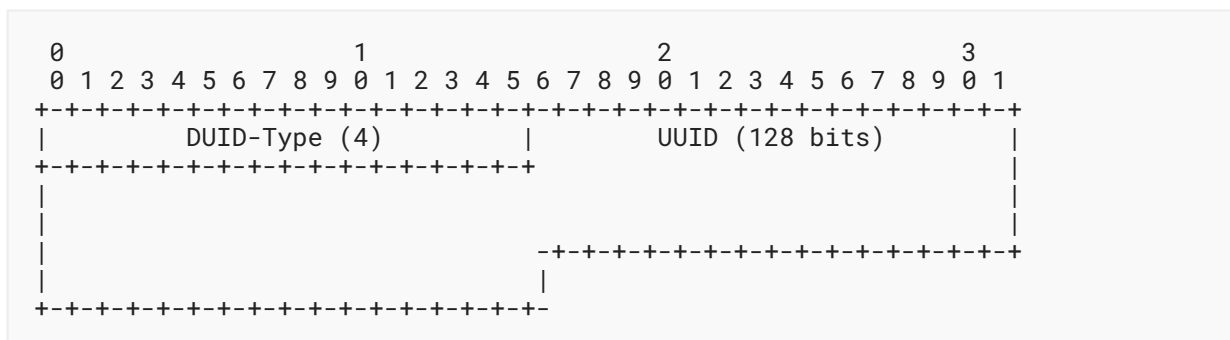 0                   1                   2                   3
 0 1 2 3 4 5 6 7 8 9 0 1 2 3 4 5 6 7 8 9 0 1 2 3 4 5 6 7 8 9 0 1
+-+-+-+-+-+-+-+-+-+-+-+-+-+-+-+-+-+-+-+-+-+-+-+-+-+-+-+-+-+-+-+-+
|         DUID-Type (4)         |        UUID (128 bits)        |
+-+-+-+-+-+-+-+-+-+-+-+-+-+-+-+-+                               |
|                                                               |
|                                                               |
|                                -+-+-+-+-+-+-+-+-+-+-+-+-+-+-+-+
|                                |
+-+-+-+-+-+-+-+-+-+-+-+-+-+-+-+-+-